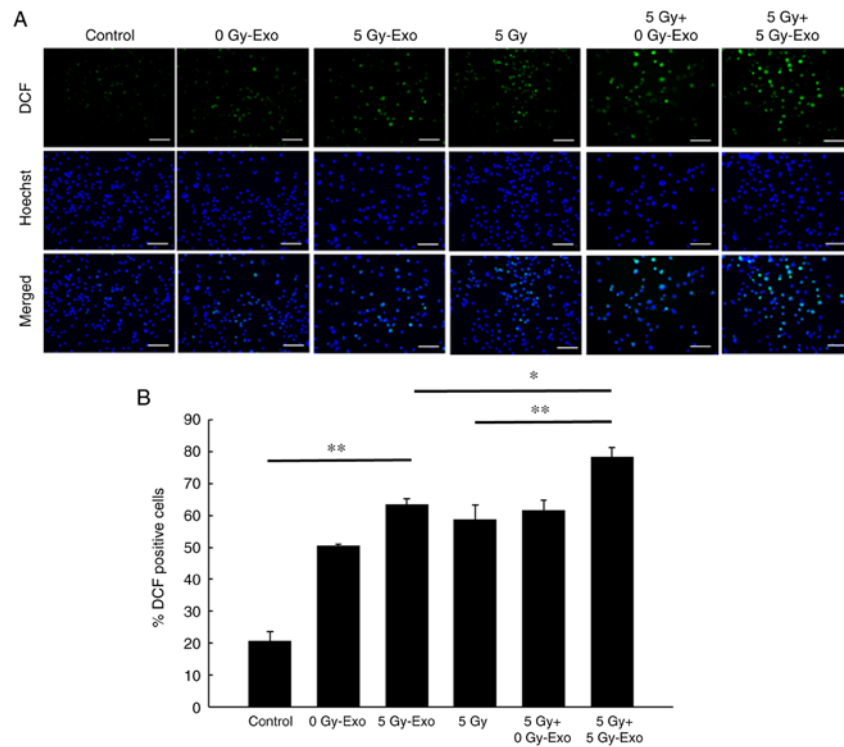 A
Control
0 Gy-Exo
5 Gy-Exo
5 Gy
5 Gy+
0 Gy-Exo
5 Gy+
5 Gy-Exo
DCF
Hoechst
Merged
B
*
**
**
% DCF positive cells
90
80
70
60
50
40
30
20
10
0
Control
0 Gy-Exo
5 Gy-Exo
5 Gy
5 Gy+
0 Gy-Exo
5 Gy+
5 Gy-Exo